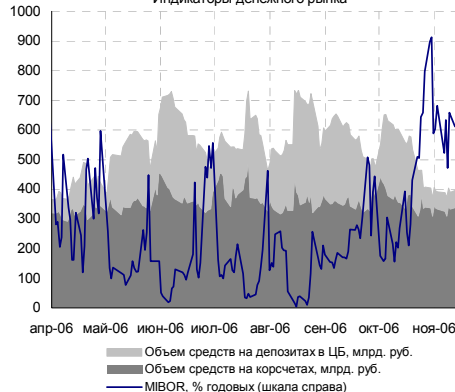 Индикаторы денежного рынка
1000
900
800
700
600
500
400
300
200
100
0
апр-06 май-06 июн-06 июл-06 авг-06 сен-06 окт-06 ноя-06
Объем средств на депозитах в ЦБ, млрд. руб.
Объем средств на корсчетах, млрд. руб.
MIBOR, % годовых (шкала справа)